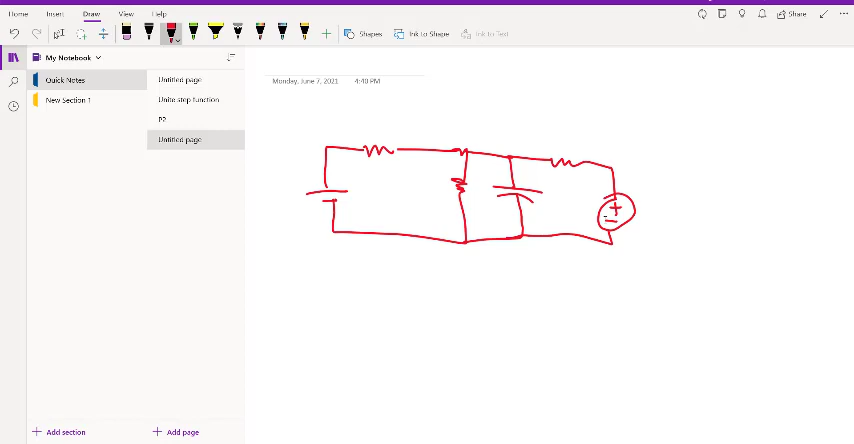 Home Insert Draw View Help
Share
Shapes Ink to Shape Ink to Text
My Notebook
Quick Notes Untitled page
New Section 1 Unite step function
P2
Untitled page
Monday, June 7, 2021 4:40 PM
+
−
Add section Add page